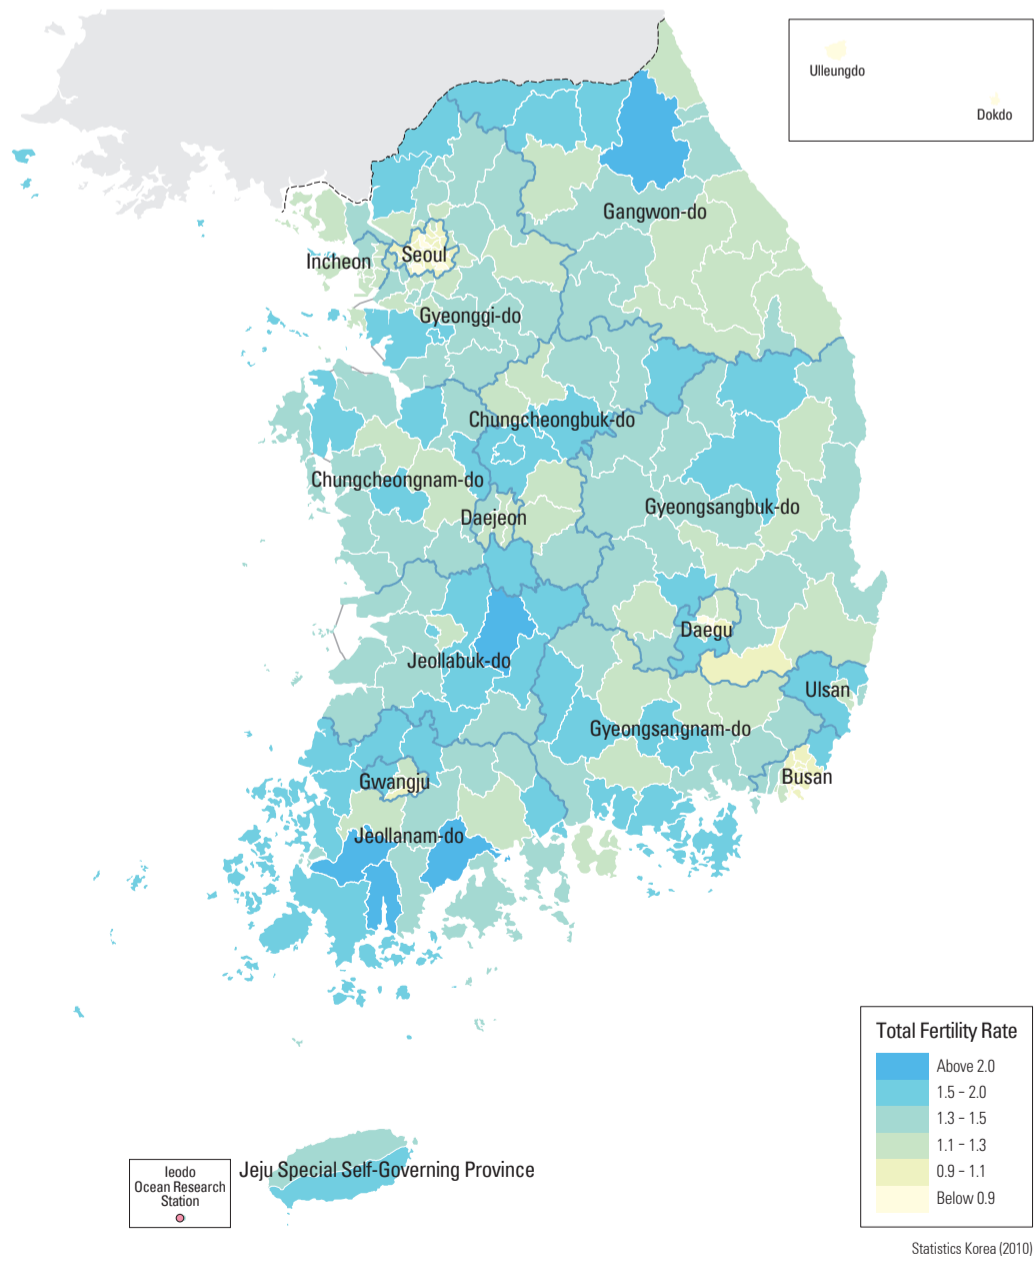 Ulleungdo
Dokdo
Gangwon-do
Seoul
Incheon
Gyeonggi-do
Chungcheongbuk-do
Chungcheongnam-do
Gyeongsangbuk-do
Daejeon
Daegu
Jeollabuk-do
Ulsan
Gyeongsangnam-do
Busan
Gwangju
Jeollanam-do
Total Fertility Rate
Above 2.0
1.5 – 2.0
1.3 – 1.5
1.1 – 1.3
0.9 – 1.1
Below 0.9
Jeju Special Self-Governing Province
Ieodo
Ocean Research
Station
Statistics Korea (2010)